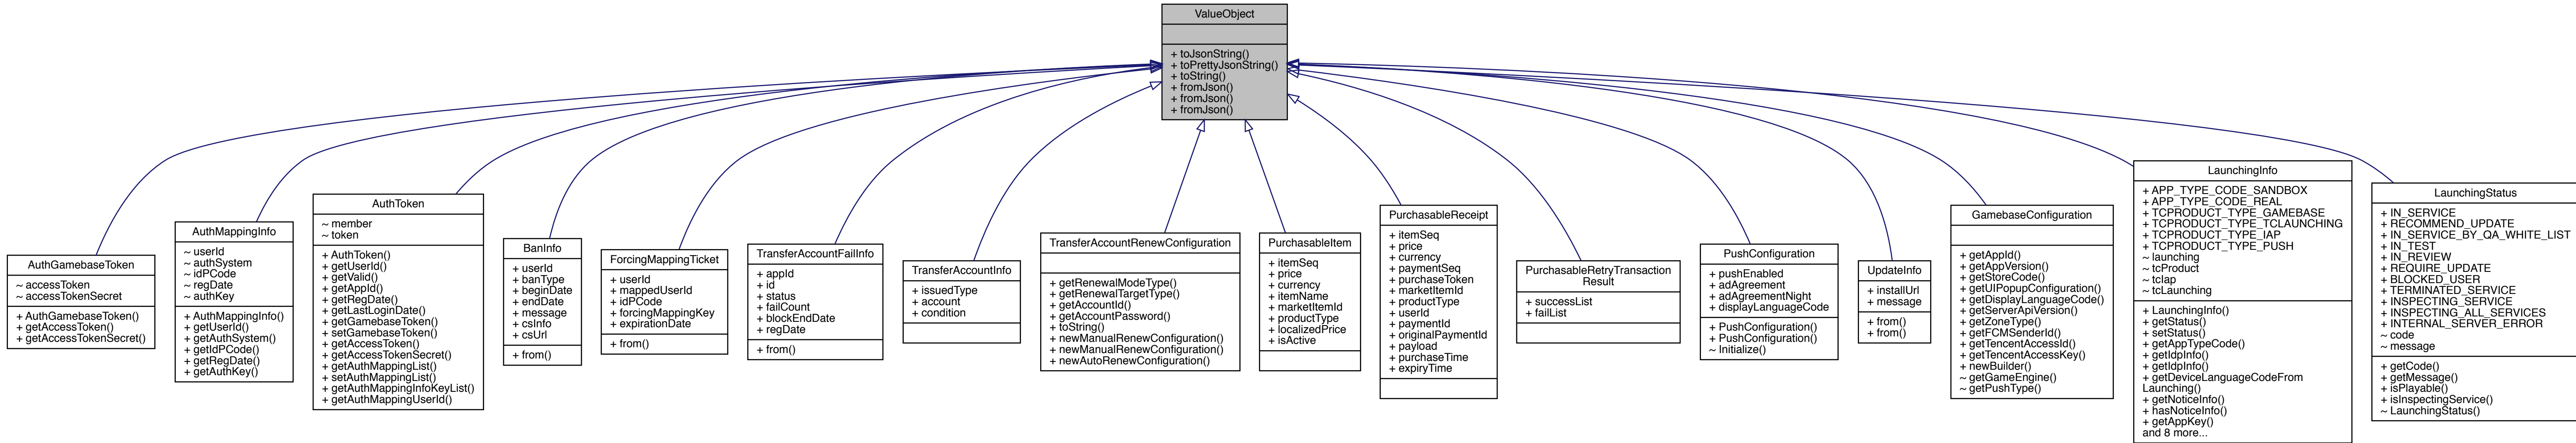 ValueObject
+ toJsonString()
+ toPrettyJsonString()
+ toString()
+ fromJson()
+ fromJson()
+ fromJson()
AuthGamebaseToken
~ accessToken
~ accessTokenSecret
+ AuthGamebaseToken()
+ getAccessToken()
+ getAccessTokenSecret()
AuthMappingInfo
~ userId
~ authSystem
~ idPCode
~ regDate
~ authKey
+ AuthMappingInfo()
+ getUserId()
+ getAuthSystem()
+ getIdPCode()
+ getRegDate()
+ getAuthKey()
AuthToken
~ member
~ token
+ AuthToken()
+ getUserId()
+ getValid()
+ getAppId()
+ getRegDate()
+ getLastLoginDate()
+ getGamebaseToken()
+ setGamebaseToken()
+ getAccessToken()
+ getAccessTokenSecret()
+ getAuthMappingList()
+ setAuthMappingList()
+ getAuthMappingInfoKeyList()
+ getAuthMappingUserId()
BanInfo
+ userId
+ banType
+ beginDate
+ endDate
+ message
+ csInfo
+ csUrl
+ from()
ForcingMappingTicket
+ userId
+ mappedUserId
+ idPCode
+ forcingMappingKey
+ expirationDate
+ from()
TransferAccountFailInfo
+ appId
+ id
+ status
+ failCount
+ blockEndDate
+ regDate
+ from()
TransferAccountInfo
+ issuedType
+ account
+ condition
TransferAccountRenewConfiguration
+ getRenewalModeType()
+ getRenewalTargetType()
+ getAccountId()
+ getAccountPassword()
+ toString()
+ newManualRenewConfiguration()
+ newManualRenewConfiguration()
+ newAutoRenewConfiguration()
PurchasableItem
+ itemSeq
+ price
+ currency
+ itemName
+ marketItemId
+ productType
+ localizedPrice
+ isActive
PurchasableReceipt
+ itemSeq
+ price
+ currency
+ paymentSeq
+ purchaseToken
+ marketItemId
+ productType
+ userId
+ paymentId
+ originalPaymentId
+ payload
+ purchaseTime
+ expiryTime
PurchasableRetryTransaction
Result
+ successList
+ failList
PushConfiguration
+ pushEnabled
+ adAgreement
+ adAgreementNight
+ displayLanguageCode
+ PushConfiguration()
+ PushConfiguration()
~ Initialize()
UpdateInfo
+ installUrl
+ message
+ from()
+ from()
GamebaseConfiguration
+ getAppId()
+ getAppVersion()
+ getStoreCode()
+ getUIPopupConfiguration()
+ getDisplayLanguageCode()
+ getServerApiVersion()
+ getZoneType()
+ getFCMSenderId()
+ getTencentAccessId()
+ getTencentAccessKey()
+ newBuilder()
~ getGameEngine()
~ getPushType()
LaunchingInfo
+ APP_TYPE_CODE_SANDBOX
+ APP_TYPE_CODE_REAL
+ TCPRODUCT_TYPE_GAMEBASE
+ TCPRODUCT_TYPE_TCLAUNCHING
+ TCPRODUCT_TYPE_IAP
+ TCPRODUCT_TYPE_PUSH
~ launching
~ tcProduct
~ tcIap
~ tcLaunching
+ LaunchingInfo()
+ getStatus()
+ setStatus()
+ getAppTypeCode()
+ getIdpInfo()
+ getIdpInfo()
+ getDeviceLanguageCodeFrom
Launching()
+ getNoticeInfo()
+ hasNoticeInfo()
+ getAppKey()
and 8 more...
LaunchingStatus
+ IN_SERVICE
+ RECOMMEND_UPDATE
+ IN_SERVICE_BY_QA_WHITE_LIST
+ IN_TEST
+ IN_REVIEW
+ REQUIRE_UPDATE
+ BLOCKED_USER
+ TERMINATED_SERVICE
+ INSPECTING_SERVICE
+ INSPECTING_ALL_SERVICES
+ INTERNAL_SERVER_ERROR
~ code
~ message
+ getCode()
+ getMessage()
+ isPlayable()
+ isInspectingService()
~ LaunchingStatus()